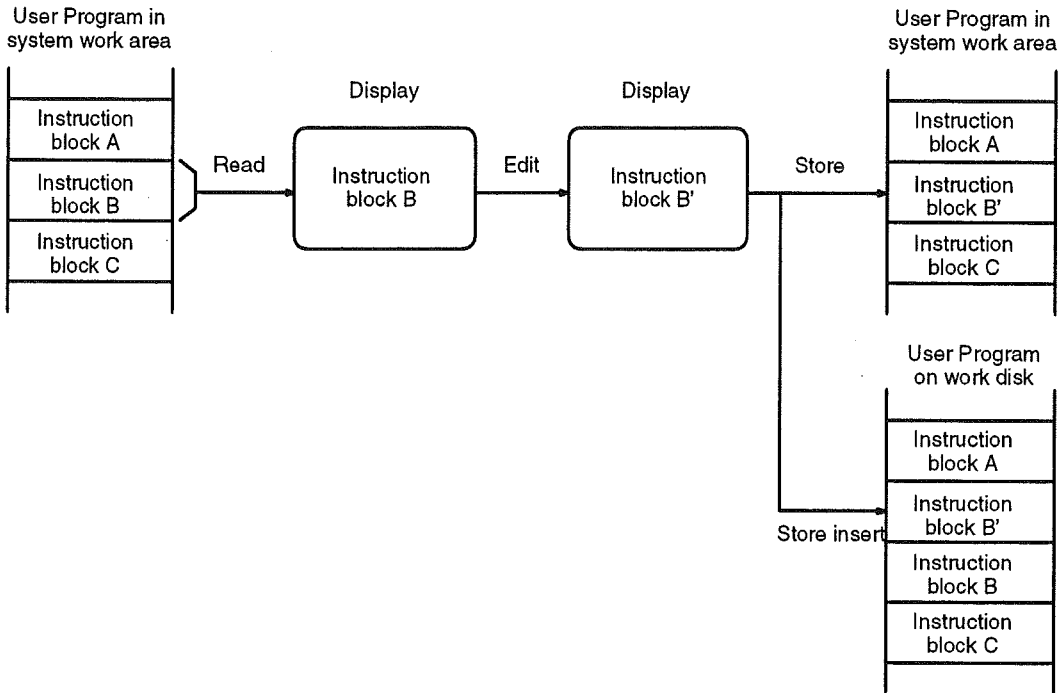 User Program in
system work area
Instruction
block A
Instruction
block B
Instruction
block C
Read
Display
Instruction
block B
Edit
Display
Instruction
block B'
Store
User Program in
system work area
Instruction
block A
Instruction
block B'
Instruction
block C
Store insert
User Program
on work disk
Instruction
block A
Instruction
block B'
Instruction
block B
Instruction
block C